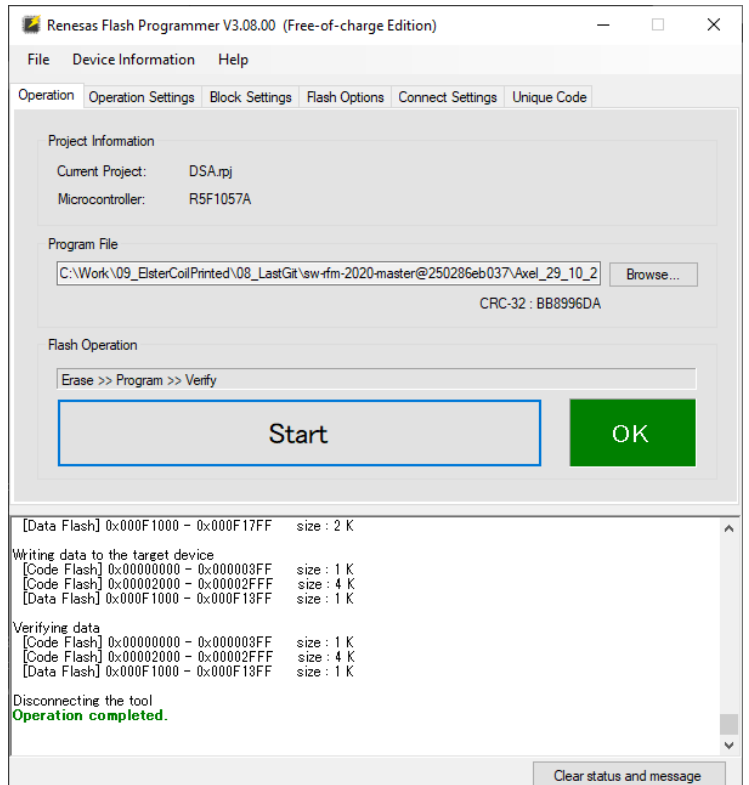 Renesas Flash Programmer V3.08.00 (Free-of-charge Edition)
File Device Information Help
Operation Operation Settings Block Settings Flash Options Connect Settings Unique Code
Project Information
Current Project: DSA.rpj
Microcontroller: R5F1057A
Program File
C:\Work\09_ElsterCoilPrinted\08_LastGit\sw-rfm-2020-master@250286eb037\Axel_29_10_2 Browse...
CRC-32 : BB8996DA
Flash Operation
Erase >> Program >> Verify
Start OK
[Data Flash] 0x000F1000 - 0x000F17FF size : 2 K
Writing data to the target device
[Code Flash] 0x00000000 - 0x000003FF size : 1 K
[Code Flash] 0x00002000 - 0x00002FFF size : 4 K
[Data Flash] 0x000F1000 - 0x000F13FF size : 1 K
Verifying data
[Code Flash] 0x00000000 - 0x000003FF size : 1 K
[Code Flash] 0x00002000 - 0x00002FFF size : 4 K
[Data Flash] 0x000F1000 - 0x000F13FF size : 1 K
Disconnecting the tool
Operation completed.
Clear status and message